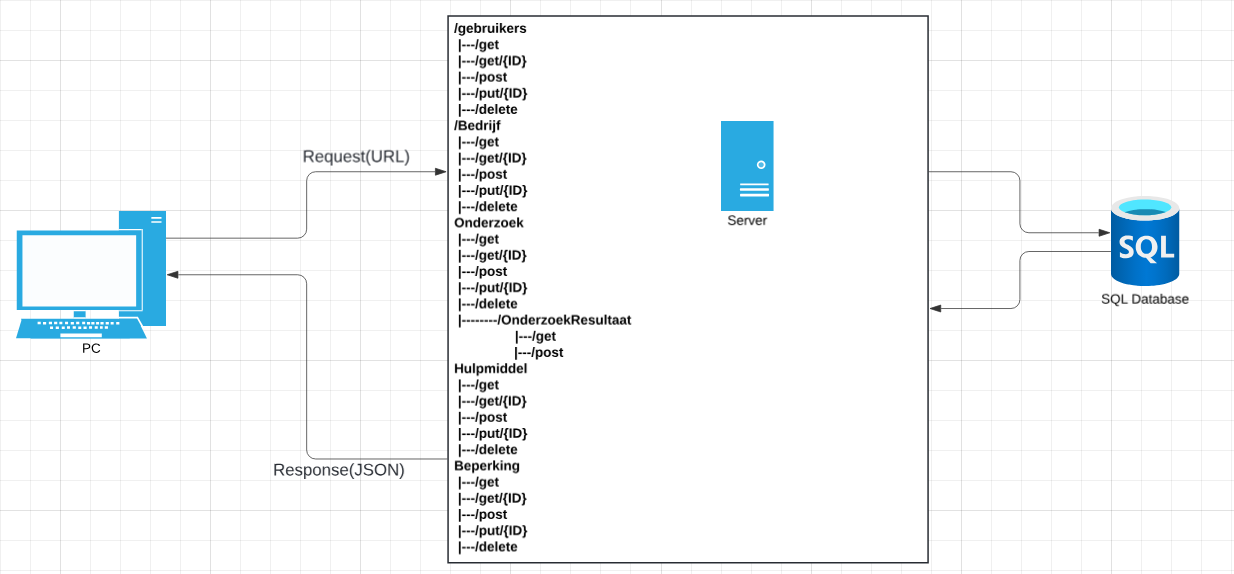 /gebruikers
|---/get
|---/get/{ID}
|---/post
|---/put/{ID}
|---/delete
/Bedrijf
|---/get
|---/get/{ID}
|---/post
|---/put/{ID}
|---/delete
Onderzoek
|---/get
|---/get/{ID}
|---/post
|---/put/{ID}
|---/delete
|--------/OnderzoekResultaat
|---/get
|---/post
Hulpmiddel
|---/get
|---/get/{ID}
|---/post
|---/put/{ID}
|---/delete
Beperking
|---/get
|---/get/{ID}
|---/post
|---/put/{ID}
|---/delete
Request(URL)
PC
Response(JSON)
Server
SQL
SQL Database